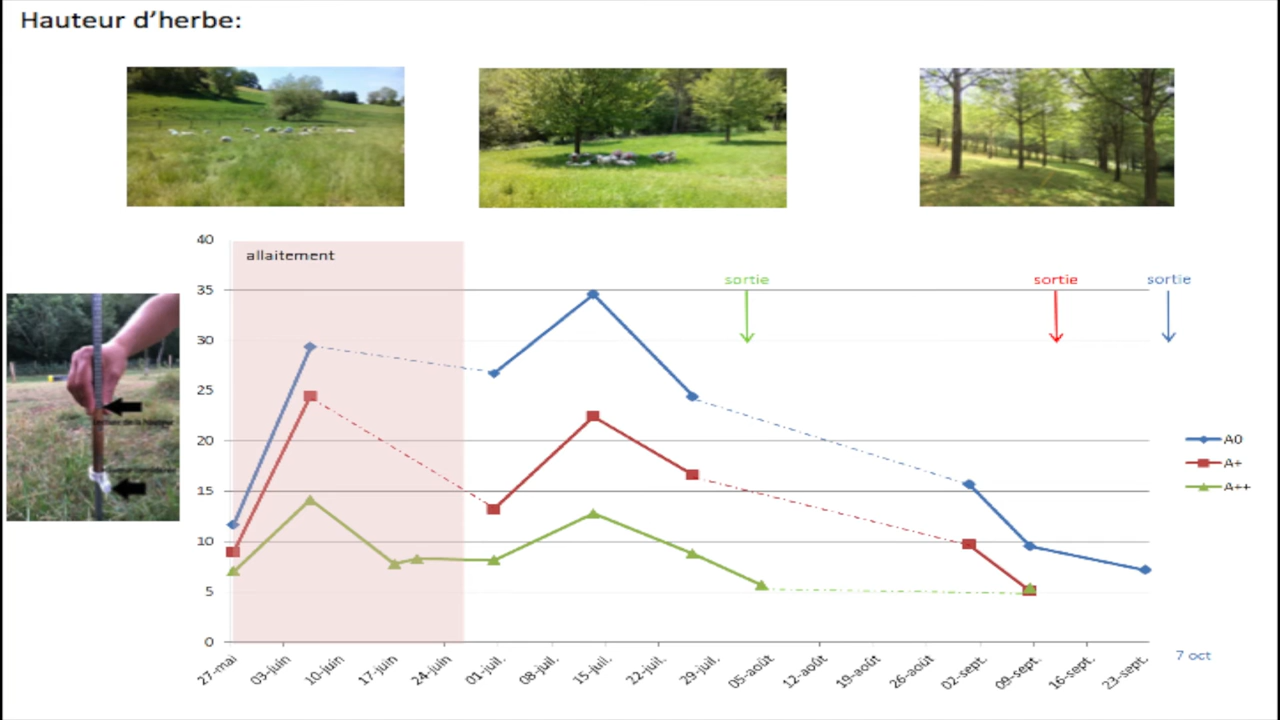 Hauteur d’herbe:
allaitement
sortie
sortie
sortie
40
35
30
25
20
15
10
5
0
27-mai
03-juin
10-juin
17-juin
24-juin
01-juil.
08-juil.
15-juil.
22-juil.
29-juil.
05-août
12-août
19-août
26-août
02-sept.
09-sept.
16-sept.
23-sept.
7 oct
A0
A+
A++